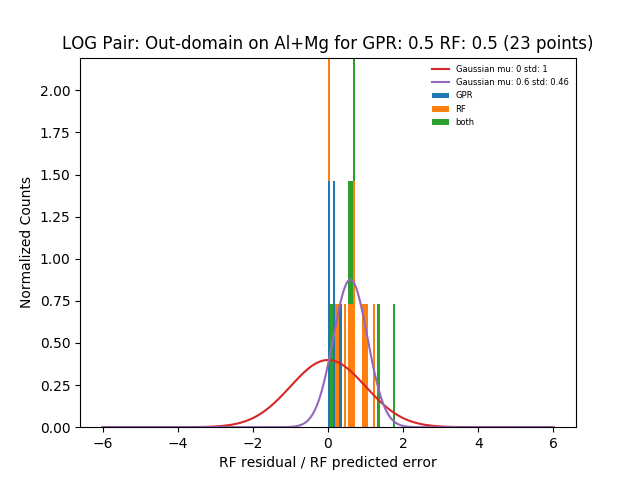 LOG Pair: Out-domain on Al+Mg for GPR: 0.5 RF: 0.5 (23 points)
Gaussian mu: 0 std: 1
Gaussian mu: 0.6 std: 0.46
GPR
RF
both
Normalized Counts
2.00
1.75
1.50
1.25
1.00
0.75
0.50
0.25
0.00
−6
−4
−2
0
2
4
6
RF residual / RF predicted error